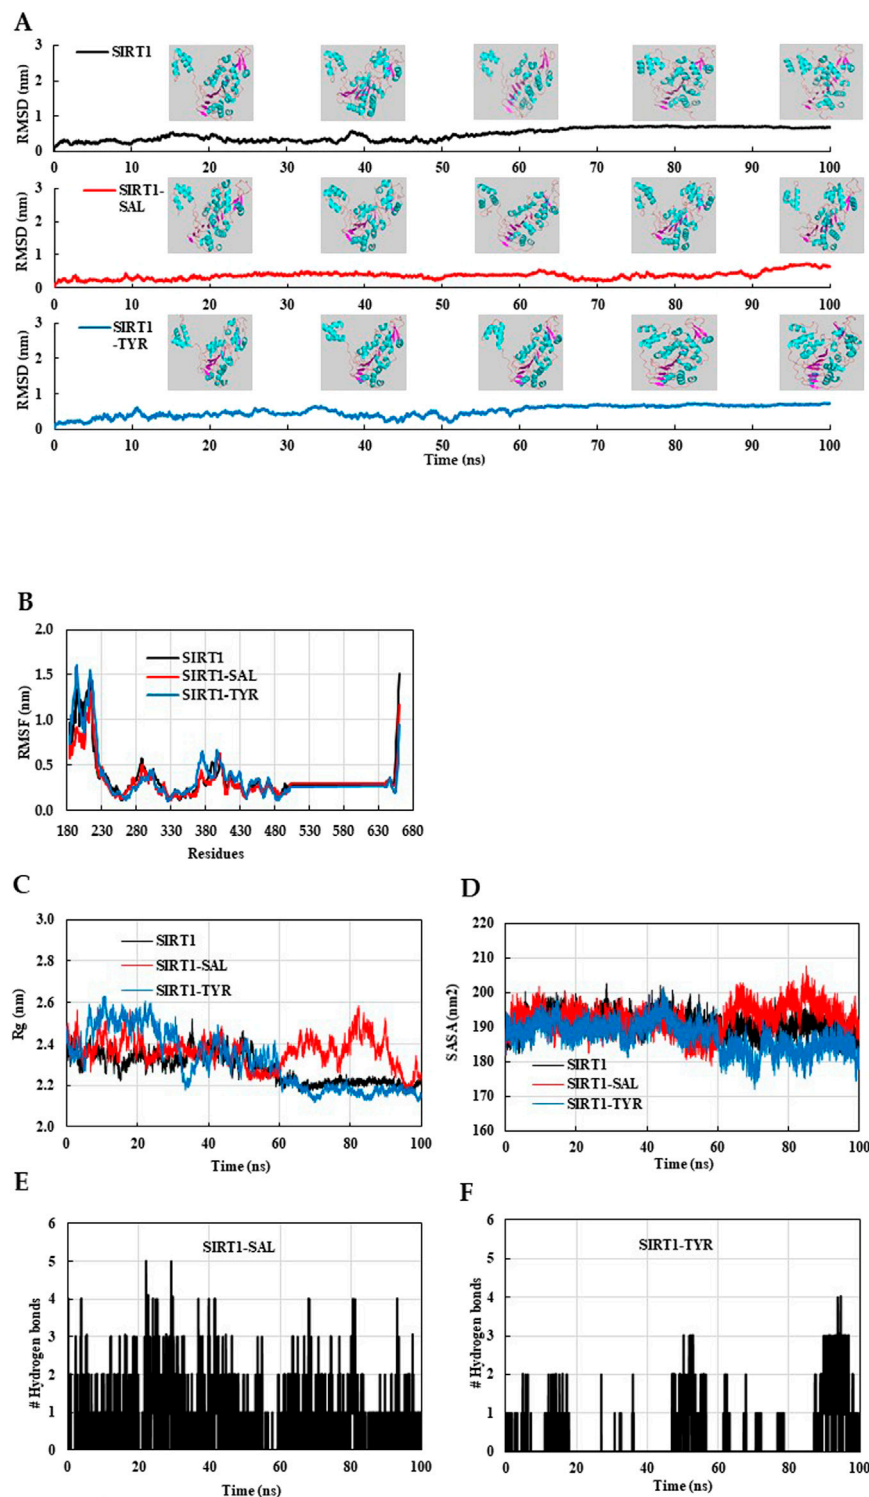 A
SIRT1
RMSD (nm)
3
2
1
0
0 10 20 30 40 50 60 70 80 90 100
SIRT1-
SAL
RMSD (nm)
3
2
1
0
0 10 20 30 40 50 60 70 80 90 100
SIRT1
-TYR
RMSD (nm)
3
2
1
0
0 10 20 30 40 50 60 70 80 90 100
Time (ns)
B
2.0
1.5
1.0
0.5
0.0
RMSF (nm)
SIRT1
SIRT1-SAL
SIRT1-TYR
180 230 280 330 380 430 480 530 580 630 680
Residues
C
3.0
2.8
2.6
2.4
2.2
2.0
Rg (nm)
SIRT1
SIRT1-SAL
SIRT1-TYR
0 20 40 60 80 100
Time (ns)
D
220
210
200
190
180
170
160
SASA (nm2)
SIRT1
SIRT1-SAL
SIRT1-TYR
0 20 40 60 80 100
Time (ns)
E
6
5
4
3
2
1
0
# Hydrogen bonds
SIRT1-SAL
0 20 40 60 80 100
Time (ns)
F
6
5
4
3
2
1
0
# Hydrogen bonds
SIRT1-TYR
0 20 40 60 80 100
Time (ns)